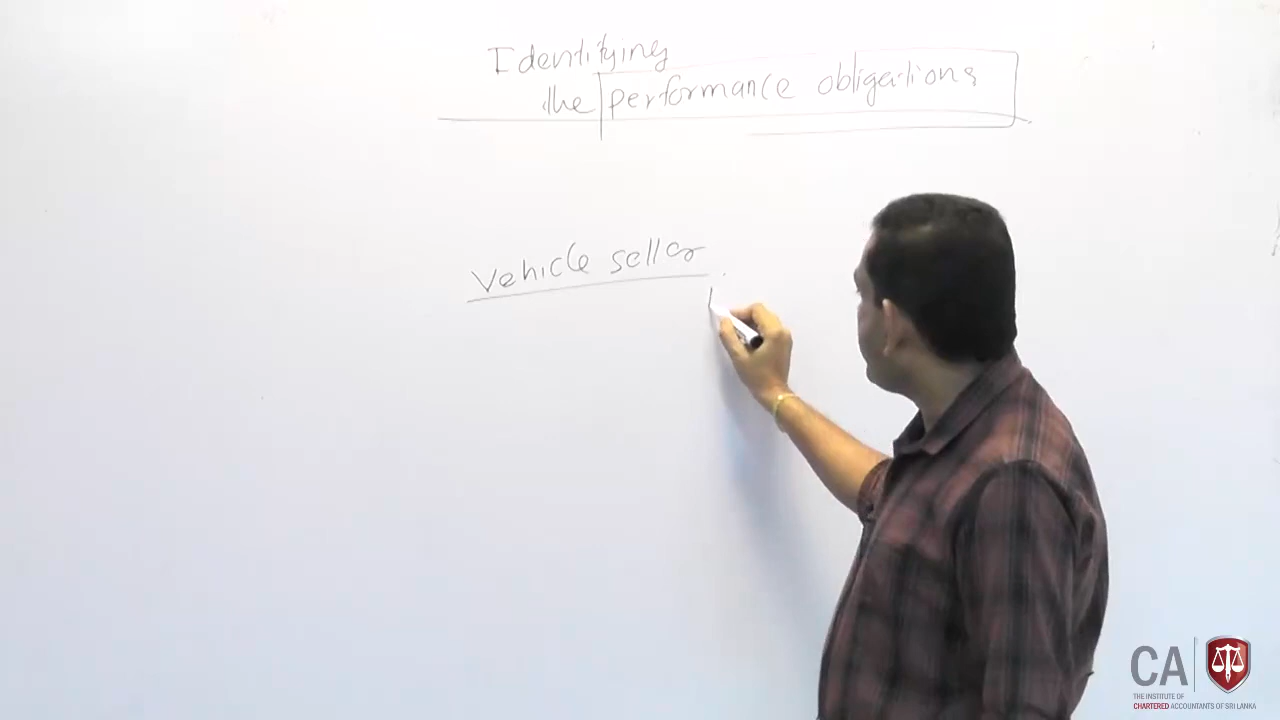 Identifying
the performance obligations
Vehicle seller
CA
THE INSTITUTE OF
CHARTERED ACCOUNTANTS OF SRI LANKA